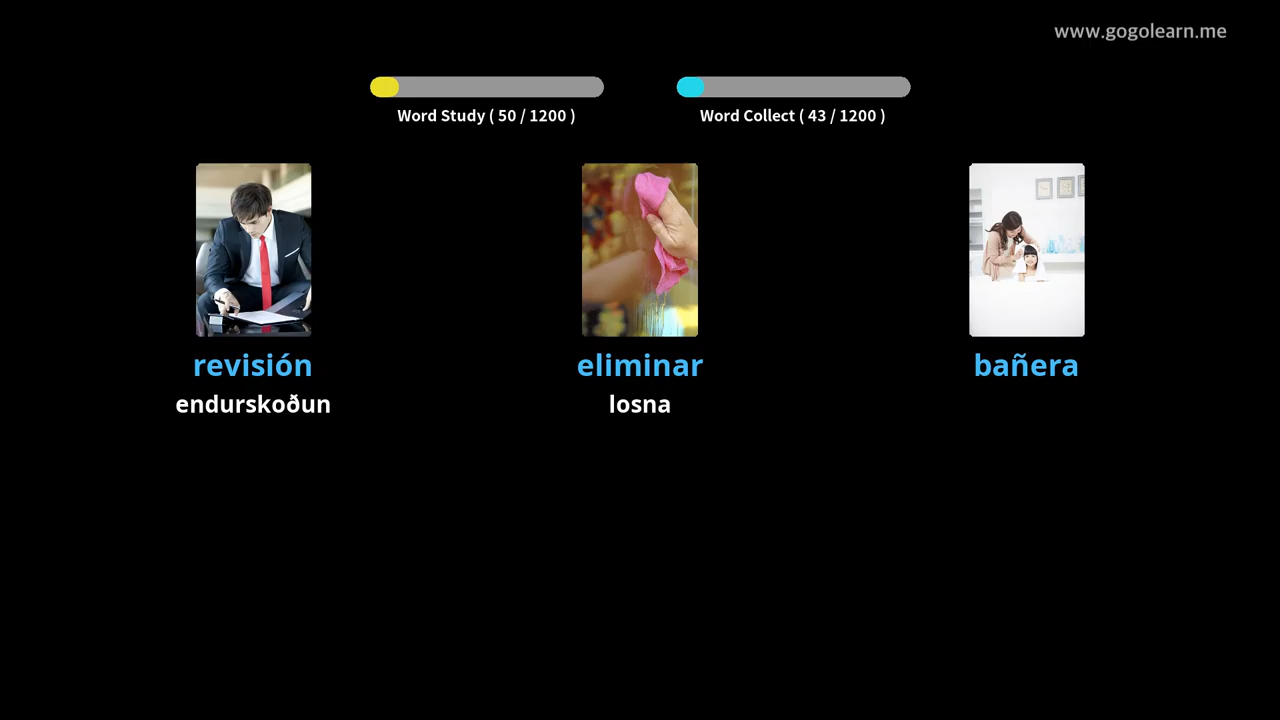 www.gogolearn.me
Word Study ( 50 / 1200 )
Word Collect ( 43 / 1200 )
revisión
eliminar
bañera
endurskoðun
losna